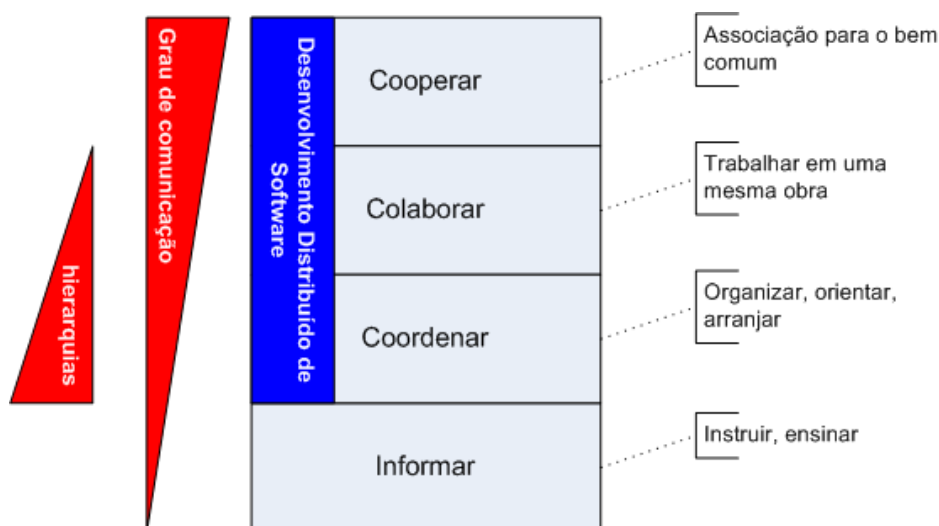 hierarquias
Grau de comunicação
Desenvolvimento Distribuído de
Software
Cooperar
Associação para o bem
comum
Colaborar
Trabalhar em uma
mesma obra
Coordenar
Organizar, orientar,
arranjar
Informar
Instruir, ensinar